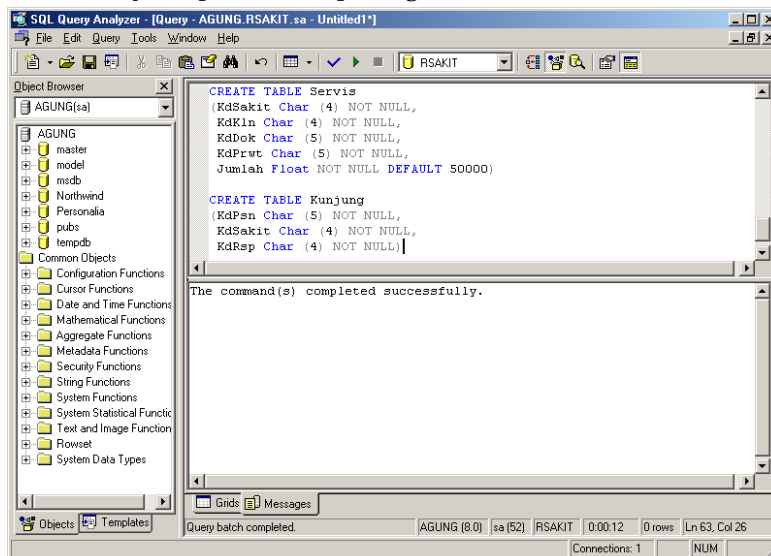 SQL Query Analyzer - [Query - AGUNG.RSAKIT.sa - Untitled1*]
File Edit Query Tools Window Help
RSAKIT
Object Browser
AGUNG(sa)
AGUNG
master
model
msdb
Northwind
Personalia
pubs
tempdb
Common Objects
Configuration Functions
Cursor Functions
Date and Time Functions
Mathematical Functions
Aggregate Functions
Metadata Functions
Security Functions
String Functions
System Functions
System Statistical Functic
Text and Image Function
Rowset
System Data Types
Objects Templates
CREATE TABLE Servis
(KdSakit Char (4) NOT NULL,
KdKln Char (4) NOT NULL,
KdDok Char (5) NOT NULL,
KdPrwt Char (5) NOT NULL,
Jumlah Float NOT NULL DEFAULT 50000)
CREATE TABLE Kunjung
(KdPsn Char (5) NOT NULL,
KdSakit Char (4) NOT NULL,
KdRsp Char (4) NOT NULL)
The command(s) completed successfully.
Grids Messages
Query batch completed. AGUNG (8.0) sa (52) RSAKIT 0:00:12 0 rows Ln 63, Col 26
Connections: 1 NUM